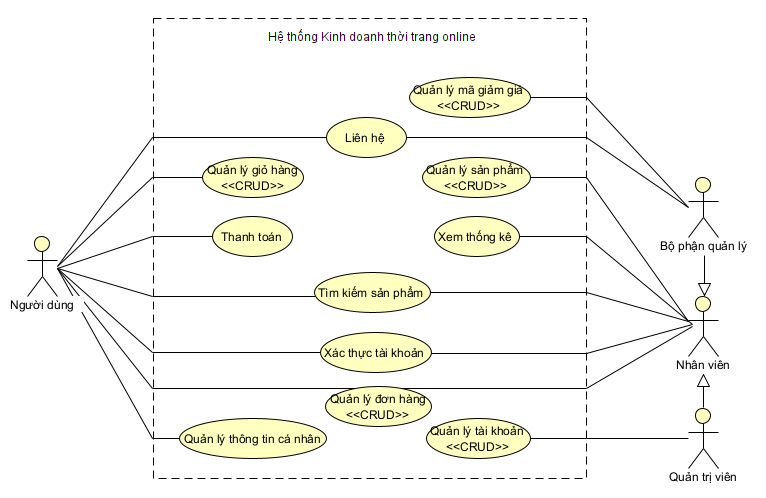 Hệ thống Kinh doanh thời trang online
Quản lý mã giảm giá
<<CRUD>>
Liên hệ
Quản lý giỏ hàng
<<CRUD>>
Quản lý sản phẩm
<<CRUD>>
Bộ phận quản lý
Thanh toán
Xem thống kê
Người dùng
Tìm kiếm sản phẩm
Xác thực tài khoản
Nhân viên
Quản lý đơn hàng
<<CRUD>>
Quản lý thông tin cá nhân
Quản lý tài khoản
<<CRUD>>
Quản trị viên